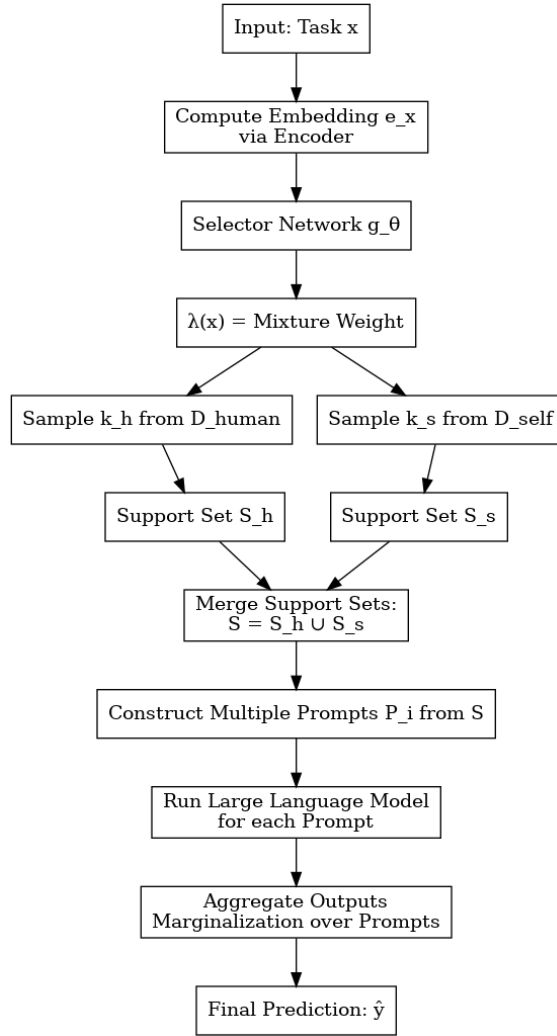 Input: Task x
Compute Embedding e_x
via Encoder
Selector Network g_θ
λ(x) = Mixture Weight
Sample k_h from D_human
Sample k_s from D_self
Support Set S_h
Support Set S_s
Merge Support Sets:
S = S_h ∪ S_s
Construct Multiple Prompts P_i from S
Run Large Language Model
for each Prompt
Aggregate Outputs
Marginalization over Prompts
Final Prediction: ŷ